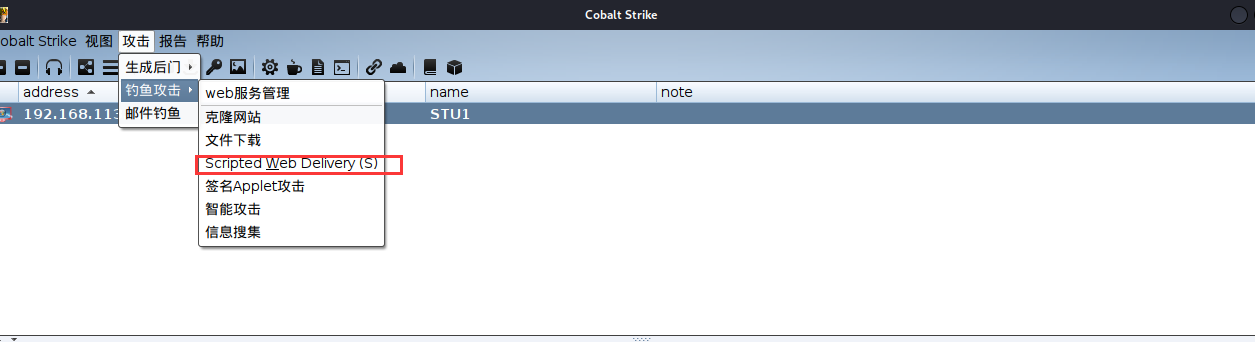 Cobalt Strike
obalt Strike 视图 攻击 报告 帮助
生成后门
钓鱼攻击
邮件钓鱼
web服务管理
克隆网站
文件下载
Scripted Web Delivery (S)
签名Applet攻击
智能攻击
信息搜集
address name note
192.168.113 STU1